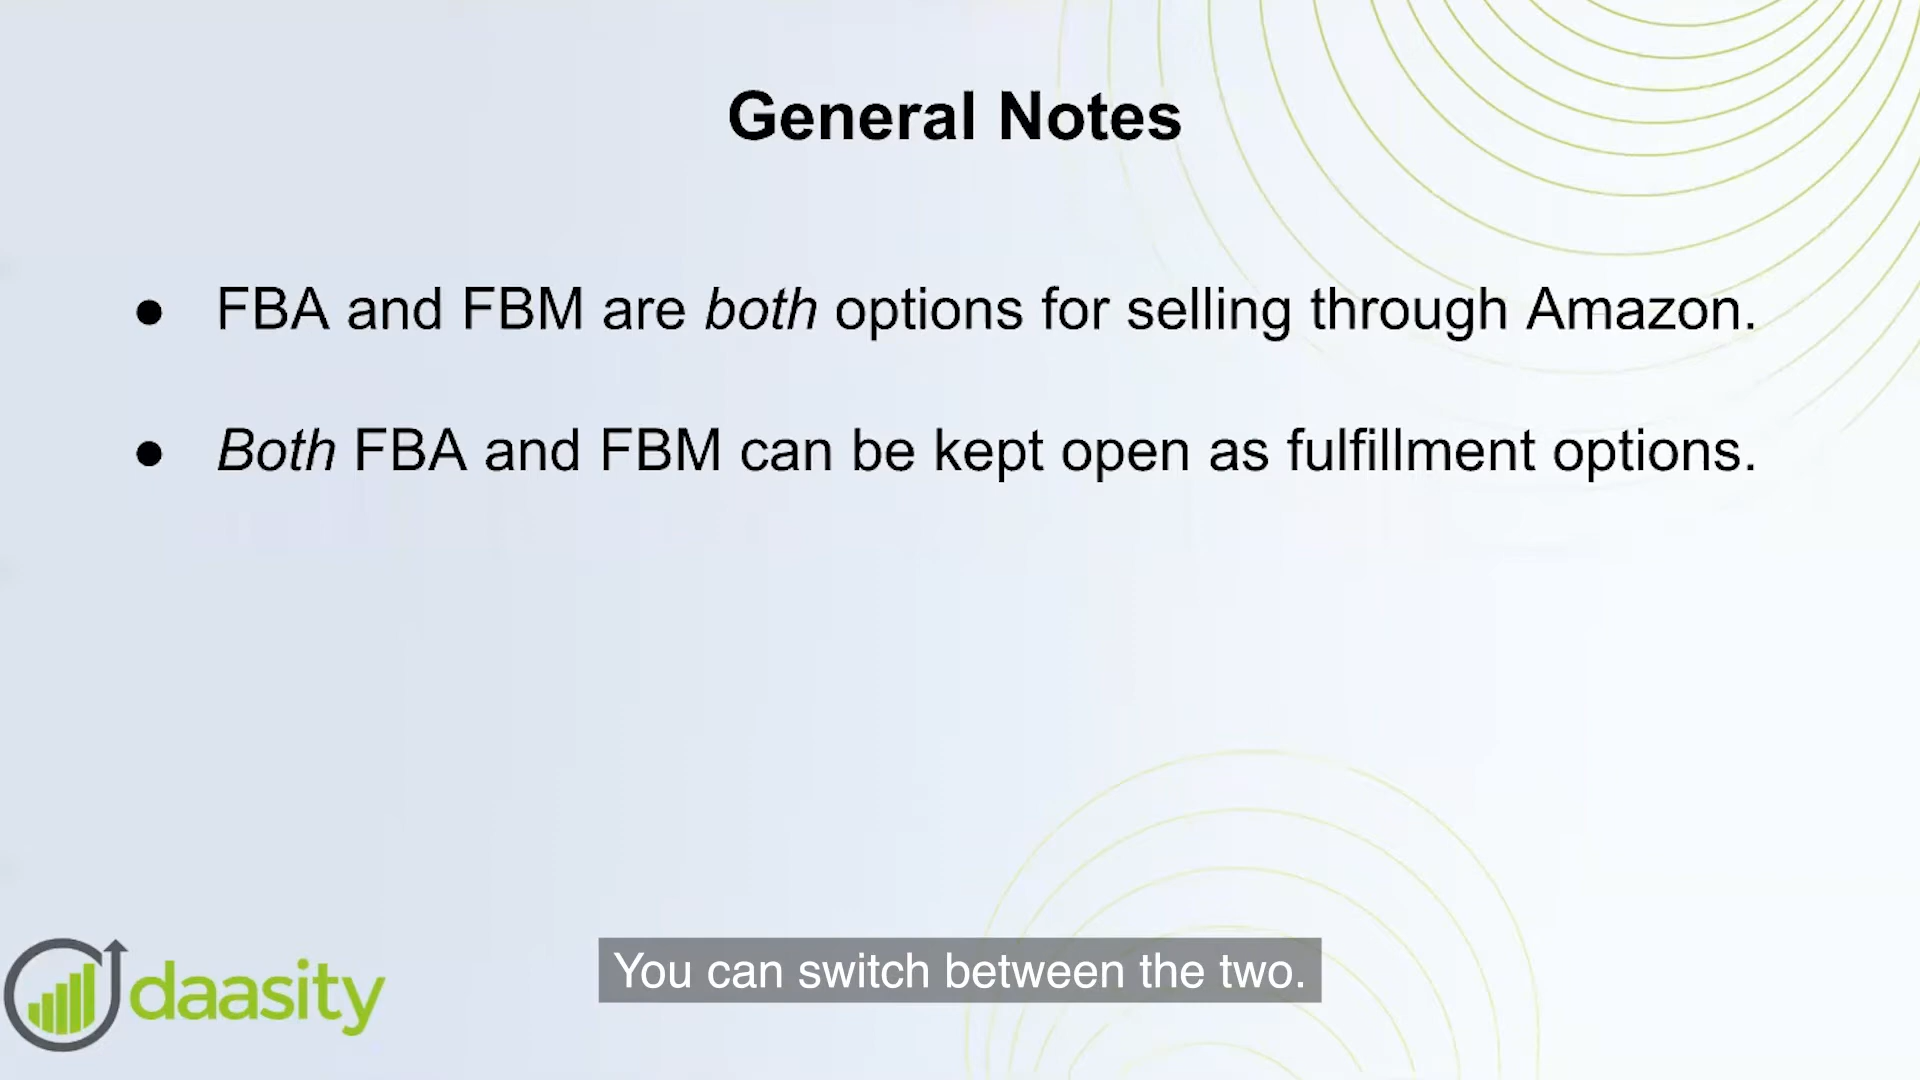 General Notes
● FBA and FBM are both options for selling through Amazon.
● Both FBA and FBM can be kept open as fulfillment options.
You can switch between the two.
daasity